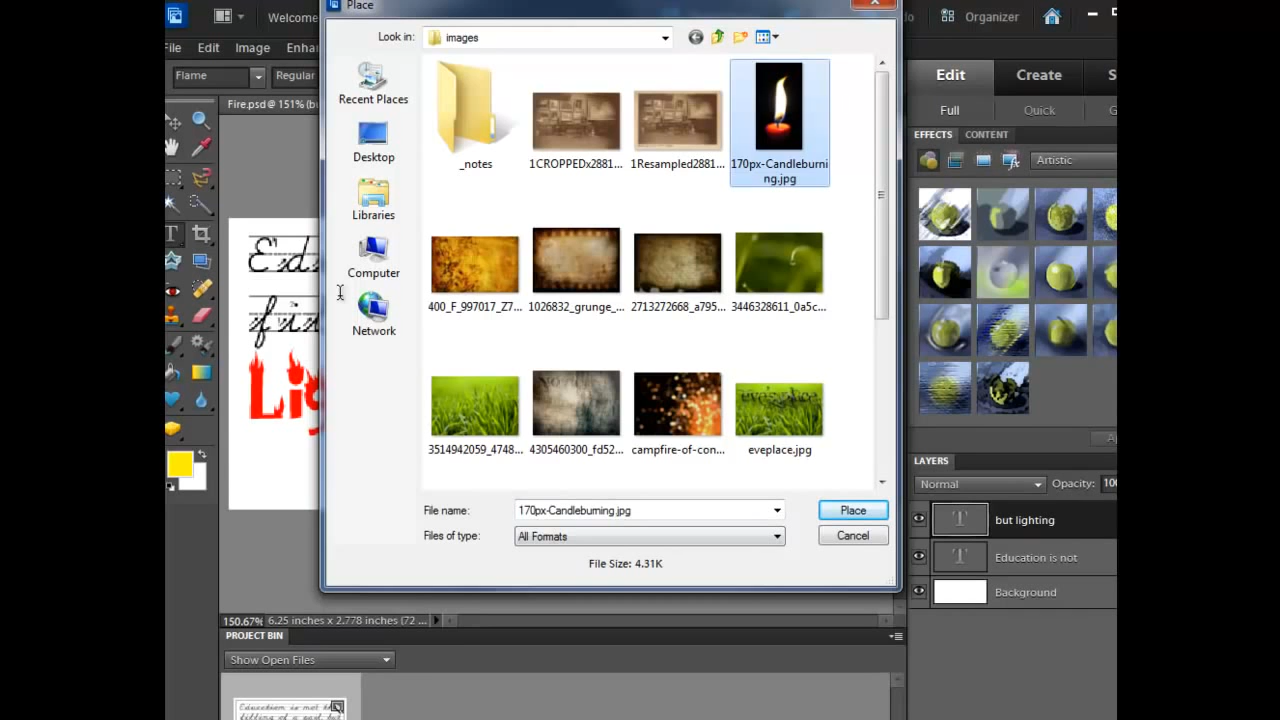 Place
Welcome
do
Organizer
Edit
Image
Enhan
Look in:
images
Flame
Regular
Fire.psd @ 151% (bu
Recent Places
Desktop
Libraries
Computer
Network
_notes
1CROPPEDx2881...
1Resampled2881...
170px-Candleburni
ng.jpg
400_F_997017_Z7...
1026832_grunge_...
2713272668_a795...
3446328611_0a5c...
3514942059_4748...
4305460300_fd52...
campfire-of-con...
eveplace.jpg
File name:
170px-Candleburning.jpg
Place
Files of type:
All Formats
Cancel
File Size: 4.31K
Edit
Create
Full
Quick
EFFECTS
CONTENT
Artistic
LAYERS
Normal
Opacity:
but lighting
Education is not
Background
150.67%
6.25 inches x 2.778 inches (72 ...
PROJECT BIN
Show Open Files